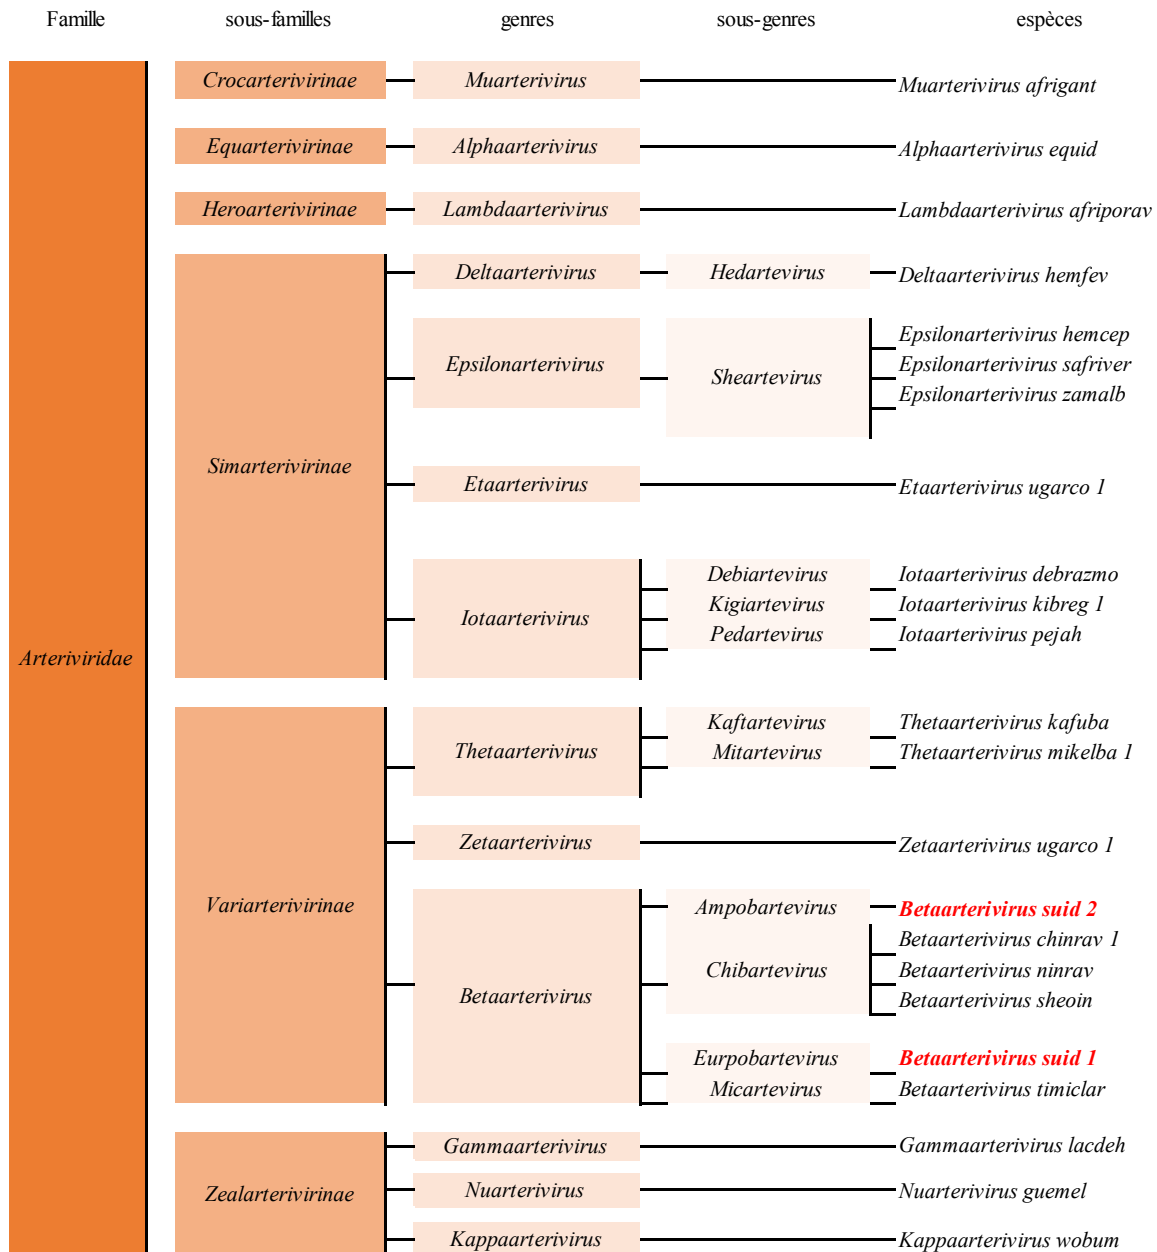 Famille sous-familles genres sous-genres espèces
Crocarterivirinae Muarterivirus Muarterivirus afrigant
Equarterivirinae Alphaarterivirus Alphaarterivirus equid
Heroarterivirinae Lambdaarterivirus Lambdaarterivirus afriporav
Deltaarterivirus Hedartevirus Deltaarterivirus hemfev
Epsilonarterivirus hemcep
Epsilonarterivirus Sheartevirus Epsilonarterivirus safriver
Epsilonarterivirus zamalb
Simarterivirinae
Etaarterivirus Etaarterivirus ugarco 1
Debiartevirus Iotaarterivirus debrazmo
Iotaarterivirus Kigiartevirus Iotaarterivirus kibreg 1
Pedartevirus Iotaarterivirus pejah
Arteriviridae
Kaftartevirus Thetaarterivirus kafuba
Thetaarterivirus Mitartevirus Thetaarterivirus mikelba 1
Zetaarterivirus Zetaarterivirus ugarco 1
Variarterivirinae Ampobartevirus Betaarterivirus suid 2
Betaarterivirus chinrav 1
Chibartevirus Betaarterivirus ninrav
Betaarterivirus Betaarterivirus sheoin
Eurpobartevirus Betaarterivirus suid 1
Micartevirus Betaarterivirus timiclar
Gammaarterivirus Gammaarterivirus lacdeh
Zealarterivirinae Nuarterivirus Nuarterivirus guemel
Kappaarterivirus Kappaarterivirus wobum